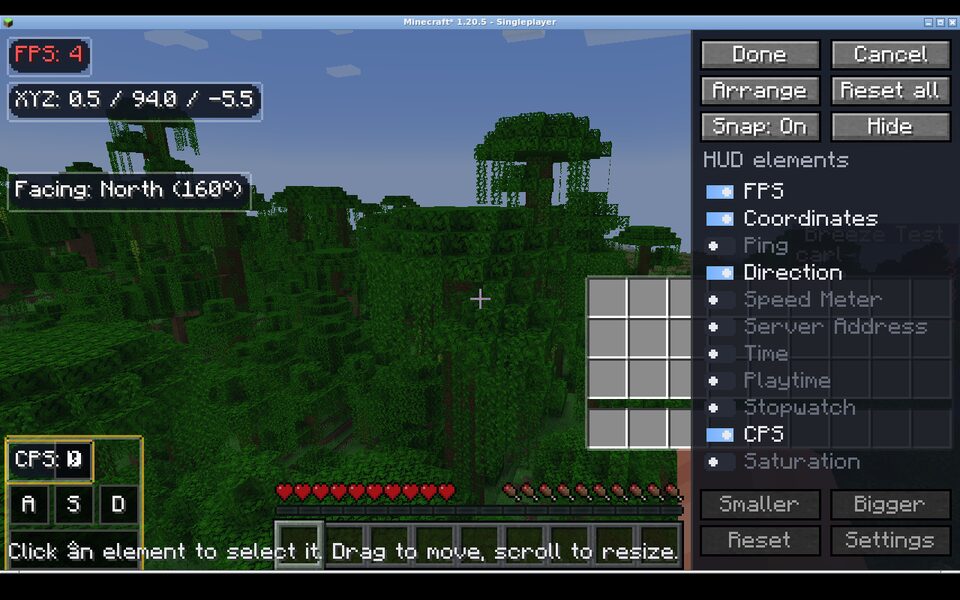 Minecraft* 1.20.5 - Singleplayer
FPS: 4
XYZ: 0.5 / 94.0 / -5.5
Facing: North (160°)
CPS: 0
A S D
Click an element to select it. Drag to move, scroll to resize.
Done
Cancel
Arrange
Reset all
Snap: On
Hide
HUD elements
FPS
Coordinates
Breeze Test
Ping
carl
Direction
Speed Meter
Server Address
Time
Playtime
Stopwatch
CPS
Saturation
Smaller
Bigger
Reset
Settings